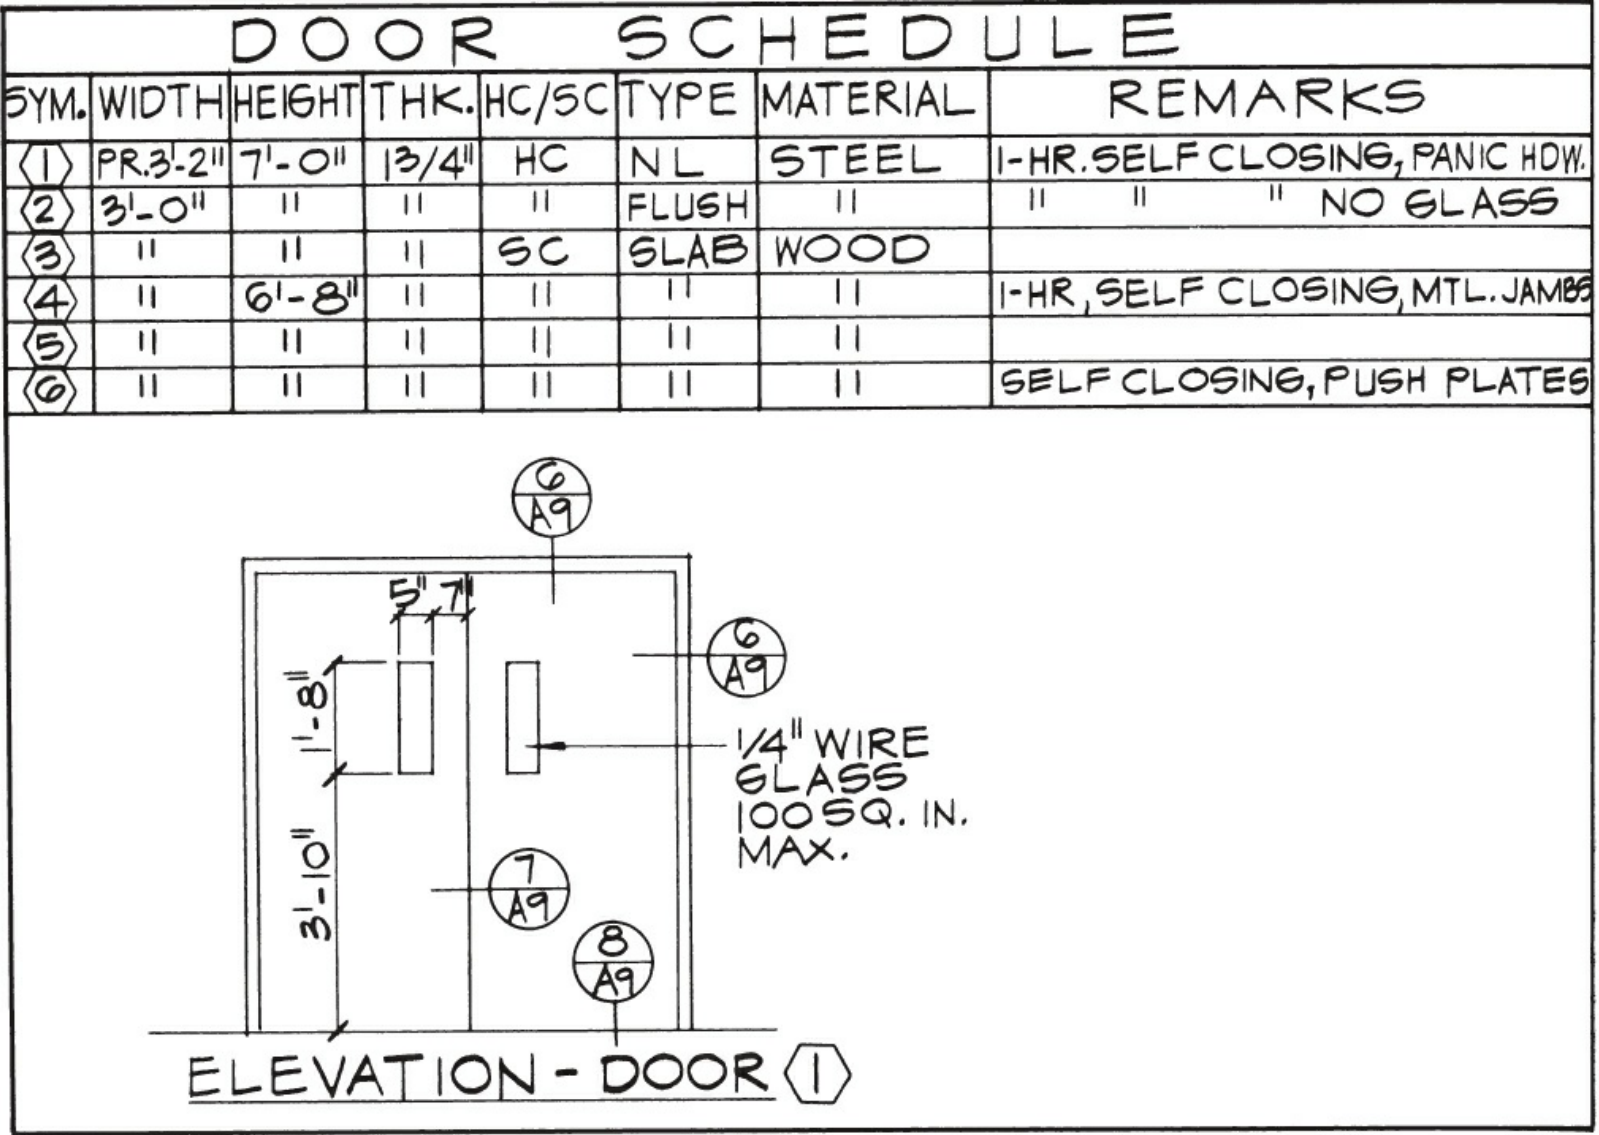 DOOR SCHEDULE
SYM. WIDTH HEIGHT THK. HC/SC TYPE MATERIAL REMARKS
1 PR.3'-2" 7'-0" 1 3/4" HC NL STEEL 1-HR. SELF CLOSING, PANIC HDW.
2 3'-0" " " " FLUSH " " " " NO GLASS
3 " " " SC SLAB WOOD
4 " 6'-8" " " " " 1-HR, SELF CLOSING, MTL. JAMBS
5 " " " " " "
6 " " " " " " SELF CLOSING, PUSH PLATES
6
A9
5" 7"
6
A9
1'-8"
1/4" WIRE
GLASS
100 SQ. IN.
MAX.
3'-10"
7
A9
8
A9
ELEVATION - DOOR 1